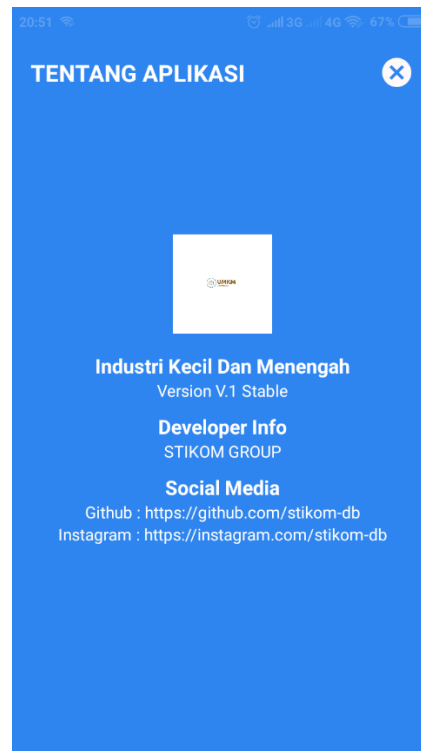 20:51
3G 4G 67%
TENTANG APLIKASI
UMKM
Industri Kecil Dan Menengah
Version V.1 Stable
Developer Info
STIKOM GROUP
Social Media
Github : https://github.com/stikom-db
Instagram : https://instagram.com/stikom-db